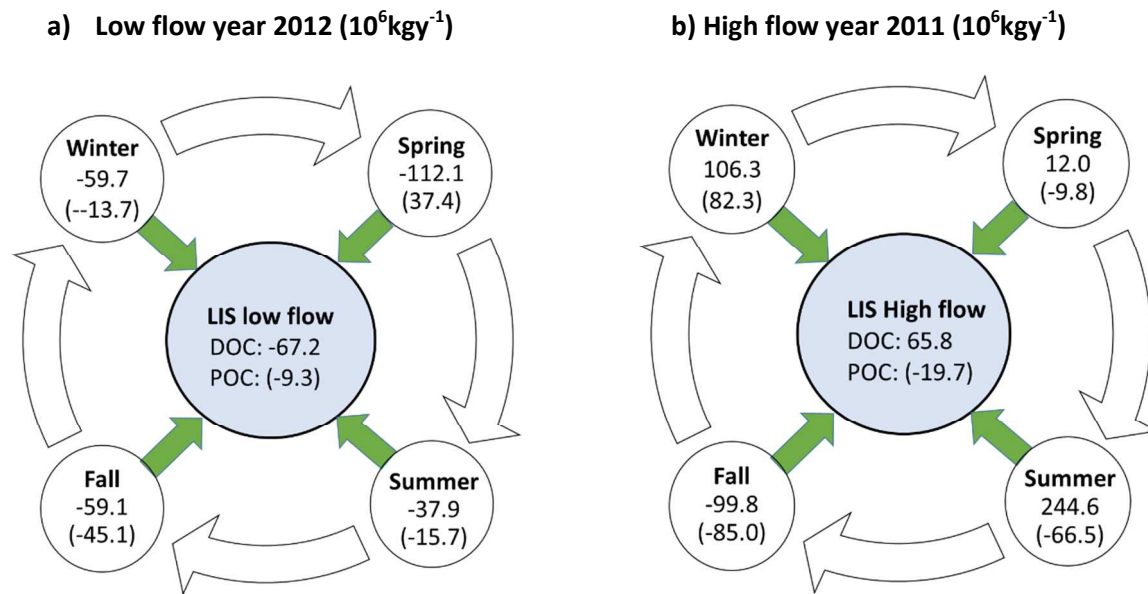 a) Low flow year 2012 (10⁶kgy⁻¹)
Winter
-59.7
(--13.7)
Spring
-112.1
(37.4)
LIS low flow
DOC: -67.2
POC: (-9.3)
Fall
-59.1
(-45.1)
Summer
-37.9
(-15.7)
b) High flow year 2011 (10⁶kgy⁻¹)
Winter
106.3
(82.3)
Spring
12.0
(-9.8)
LIS High flow
DOC: 65.8
POC: (-19.7)
Fall
-99.8
(-85.0)
Summer
244.6
(-66.5)